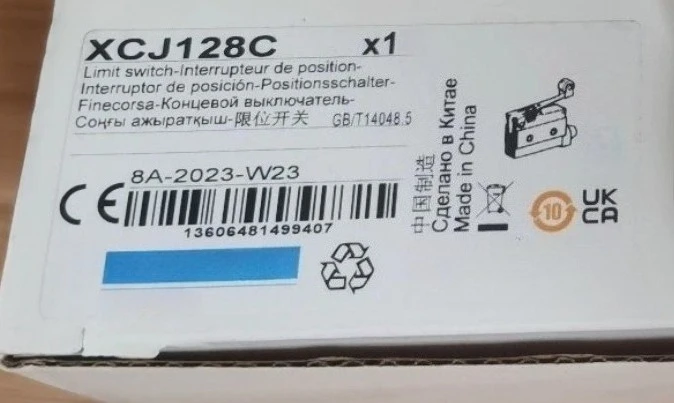 XCJ128C x1
Limit switch-Interrupteur de position-
Interruptor de posición-Positionsschalter-
Finecorsa-Концевой выключатель-
Соңғы ажыратқыш-限位开关 GB/T14048.5
8A-2023-W23
CE
13606481499407
中国制造
Сделано в Китае
Made in China
10
UK
CA